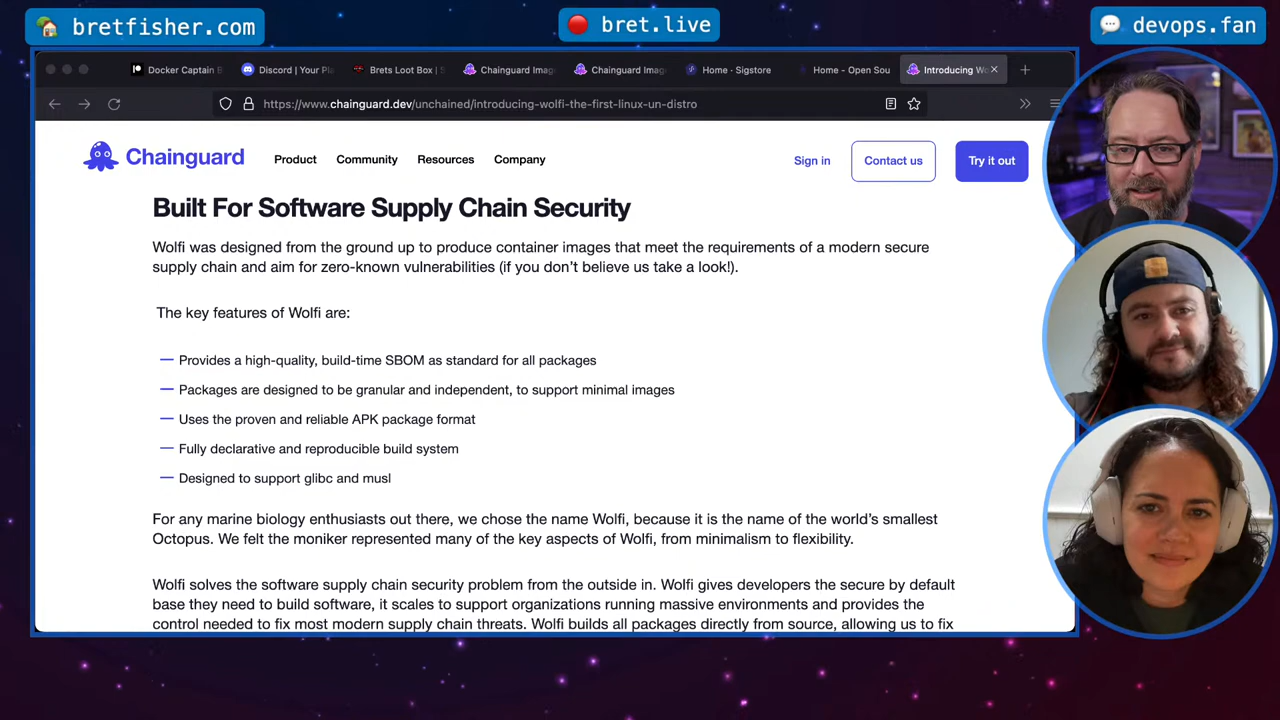 bretfisher.com
bret.live
devops.fan
Docker Captain B
Discord | Your Pl
Brets Loot Box | S
Chainguard Imag
Chainguard Imag
Home · Sigstore
Home - Open Sou
Introducing Wo
https://www.chainguard.dev/unchained/introducing-wolfi-the-first-linux-un-distro
Chainguard
Product
Community
Resources
Company
Sign in
Contact us
Try it out
Built For Software Supply Chain Security
Wolfi was designed from the ground up to produce container images that meet the requirements of a modern secure
supply chain and aim for zero-known vulnerabilities (if you don’t believe us take a look!).
The key features of Wolfi are:
— Provides a high-quality, build-time SBOM as standard for all packages
— Packages are designed to be granular and independent, to support minimal images
— Uses the proven and reliable APK package format
— Fully declarative and reproducible build system
— Designed to support glibc and musl
For any marine biology enthusiasts out there, we chose the name Wolfi, because it is the name of the world’s smallest
Octopus. We felt the moniker represented many of the key aspects of Wolfi, from minimalism to flexibility.
Wolfi solves the software supply chain security problem from the outside in. Wolfi gives developers the secure by default
base they need to build software, it scales to support organizations running massive environments and provides the
control needed to fix most modern supply chain threats. Wolfi builds all packages directly from source, allowing us to fix